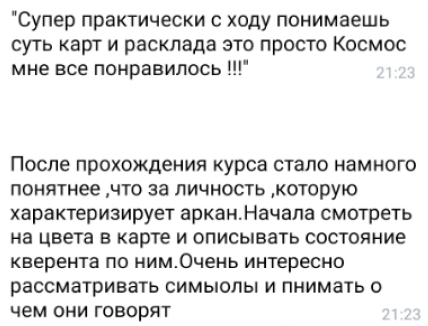 "Супер практически с ходу понимаешь
суть карт и расклада это просто Космос
мне все понравилось !!!"
21:23
После прохождения курса стало намного
понятнее ,что за личность ,которую
характеризирует аркан.Начала смотреть
на цвета в карте и описывать состояние
кверента по ним.Очень интересно
рассматривать симыолы и пнимать о
чем они говорят
21:23